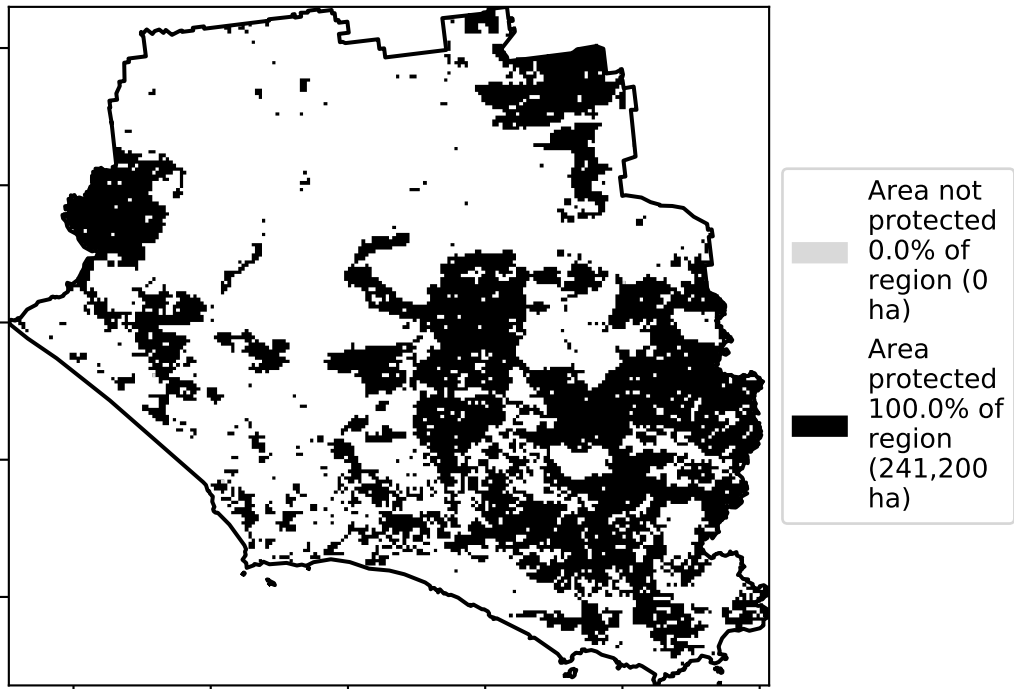 Area not
protected
0.0% of
region (0
ha)
Area
protected
100.0% of
region
(241,200
ha)